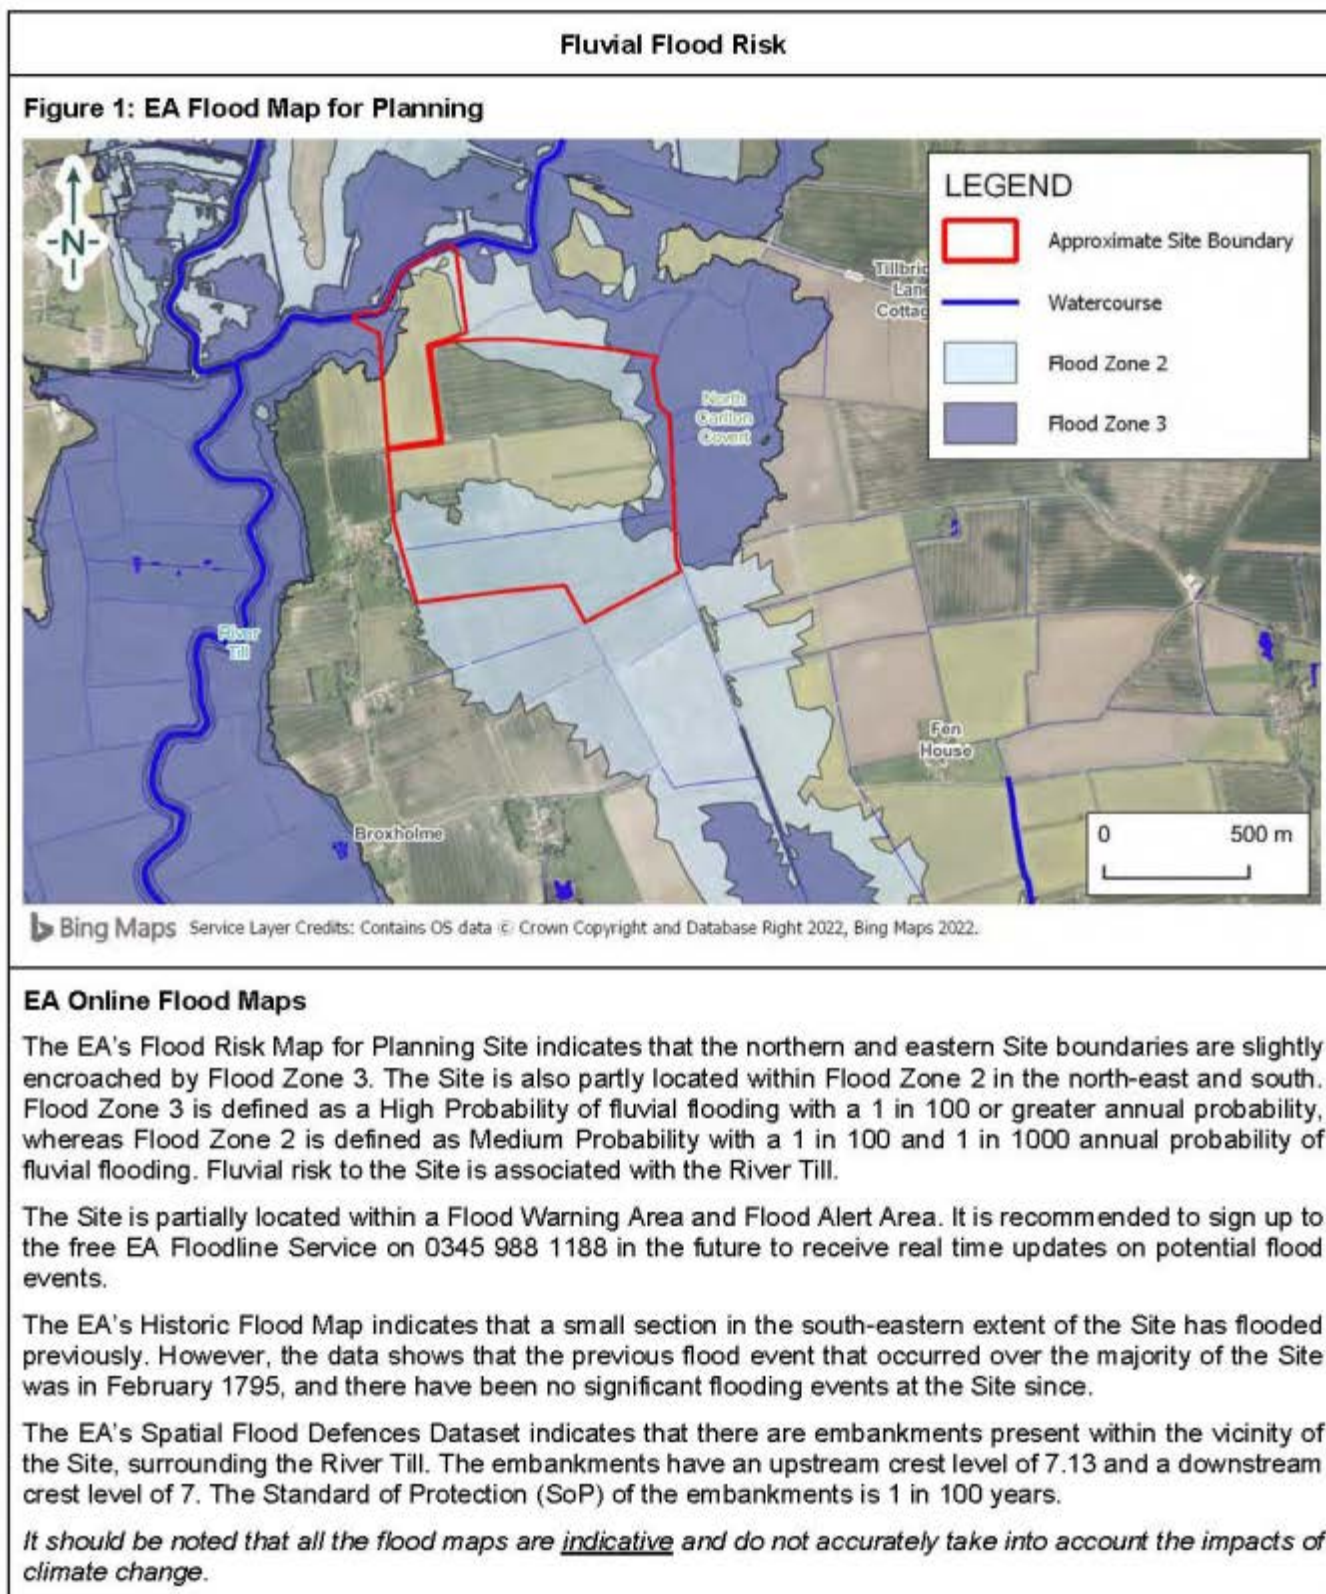 Fluvial Flood Risk
Figure 1: EA Flood Map for Planning
-N-
LEGEND
Approximate Site Boundary
Watercourse
Flood Zone 2
Flood Zone 3
Tillbri
Lan
Cottag
North
Carlton
Covert
River
Till
Fen
House
Broxholme
0 500 m
Bing Maps Service Layer Credits: Contains OS data © Crown Copyright and Database Right 2022, Bing Maps 2022.
EA Online Flood Maps
The EA's Flood Risk Map for Planning Site indicates that the northern and eastern Site boundaries are slightly
encroached by Flood Zone 3. The Site is also partly located within Flood Zone 2 in the north-east and south.
Flood Zone 3 is defined as a High Probability of fluvial flooding with a 1 in 100 or greater annual probability,
whereas Flood Zone 2 is defined as Medium Probability with a 1 in 100 and 1 in 1000 annual probability of
fluvial flooding. Fluvial risk to the Site is associated with the River Till.
The Site is partially located within a Flood Warning Area and Flood Alert Area. It is recommended to sign up to
the free EA Floodline Service on 0345 988 1188 in the future to receive real time updates on potential flood
events.
The EA's Historic Flood Map indicates that a small section in the south-eastern extent of the Site has flooded
previously. However, the data shows that the previous flood event that occurred over the majority of the Site
was in February 1795, and there have been no significant flooding events at the Site since.
The EA's Spatial Flood Defences Dataset indicates that there are embankments present within the vicinity of
the Site, surrounding the River Till. The embankments have an upstream crest level of 7.13 and a downstream
crest level of 7. The Standard of Protection (SoP) of the embankments is 1 in 100 years.
It should be noted that all the flood maps are indicative and do not accurately take into account the impacts of
climate change.